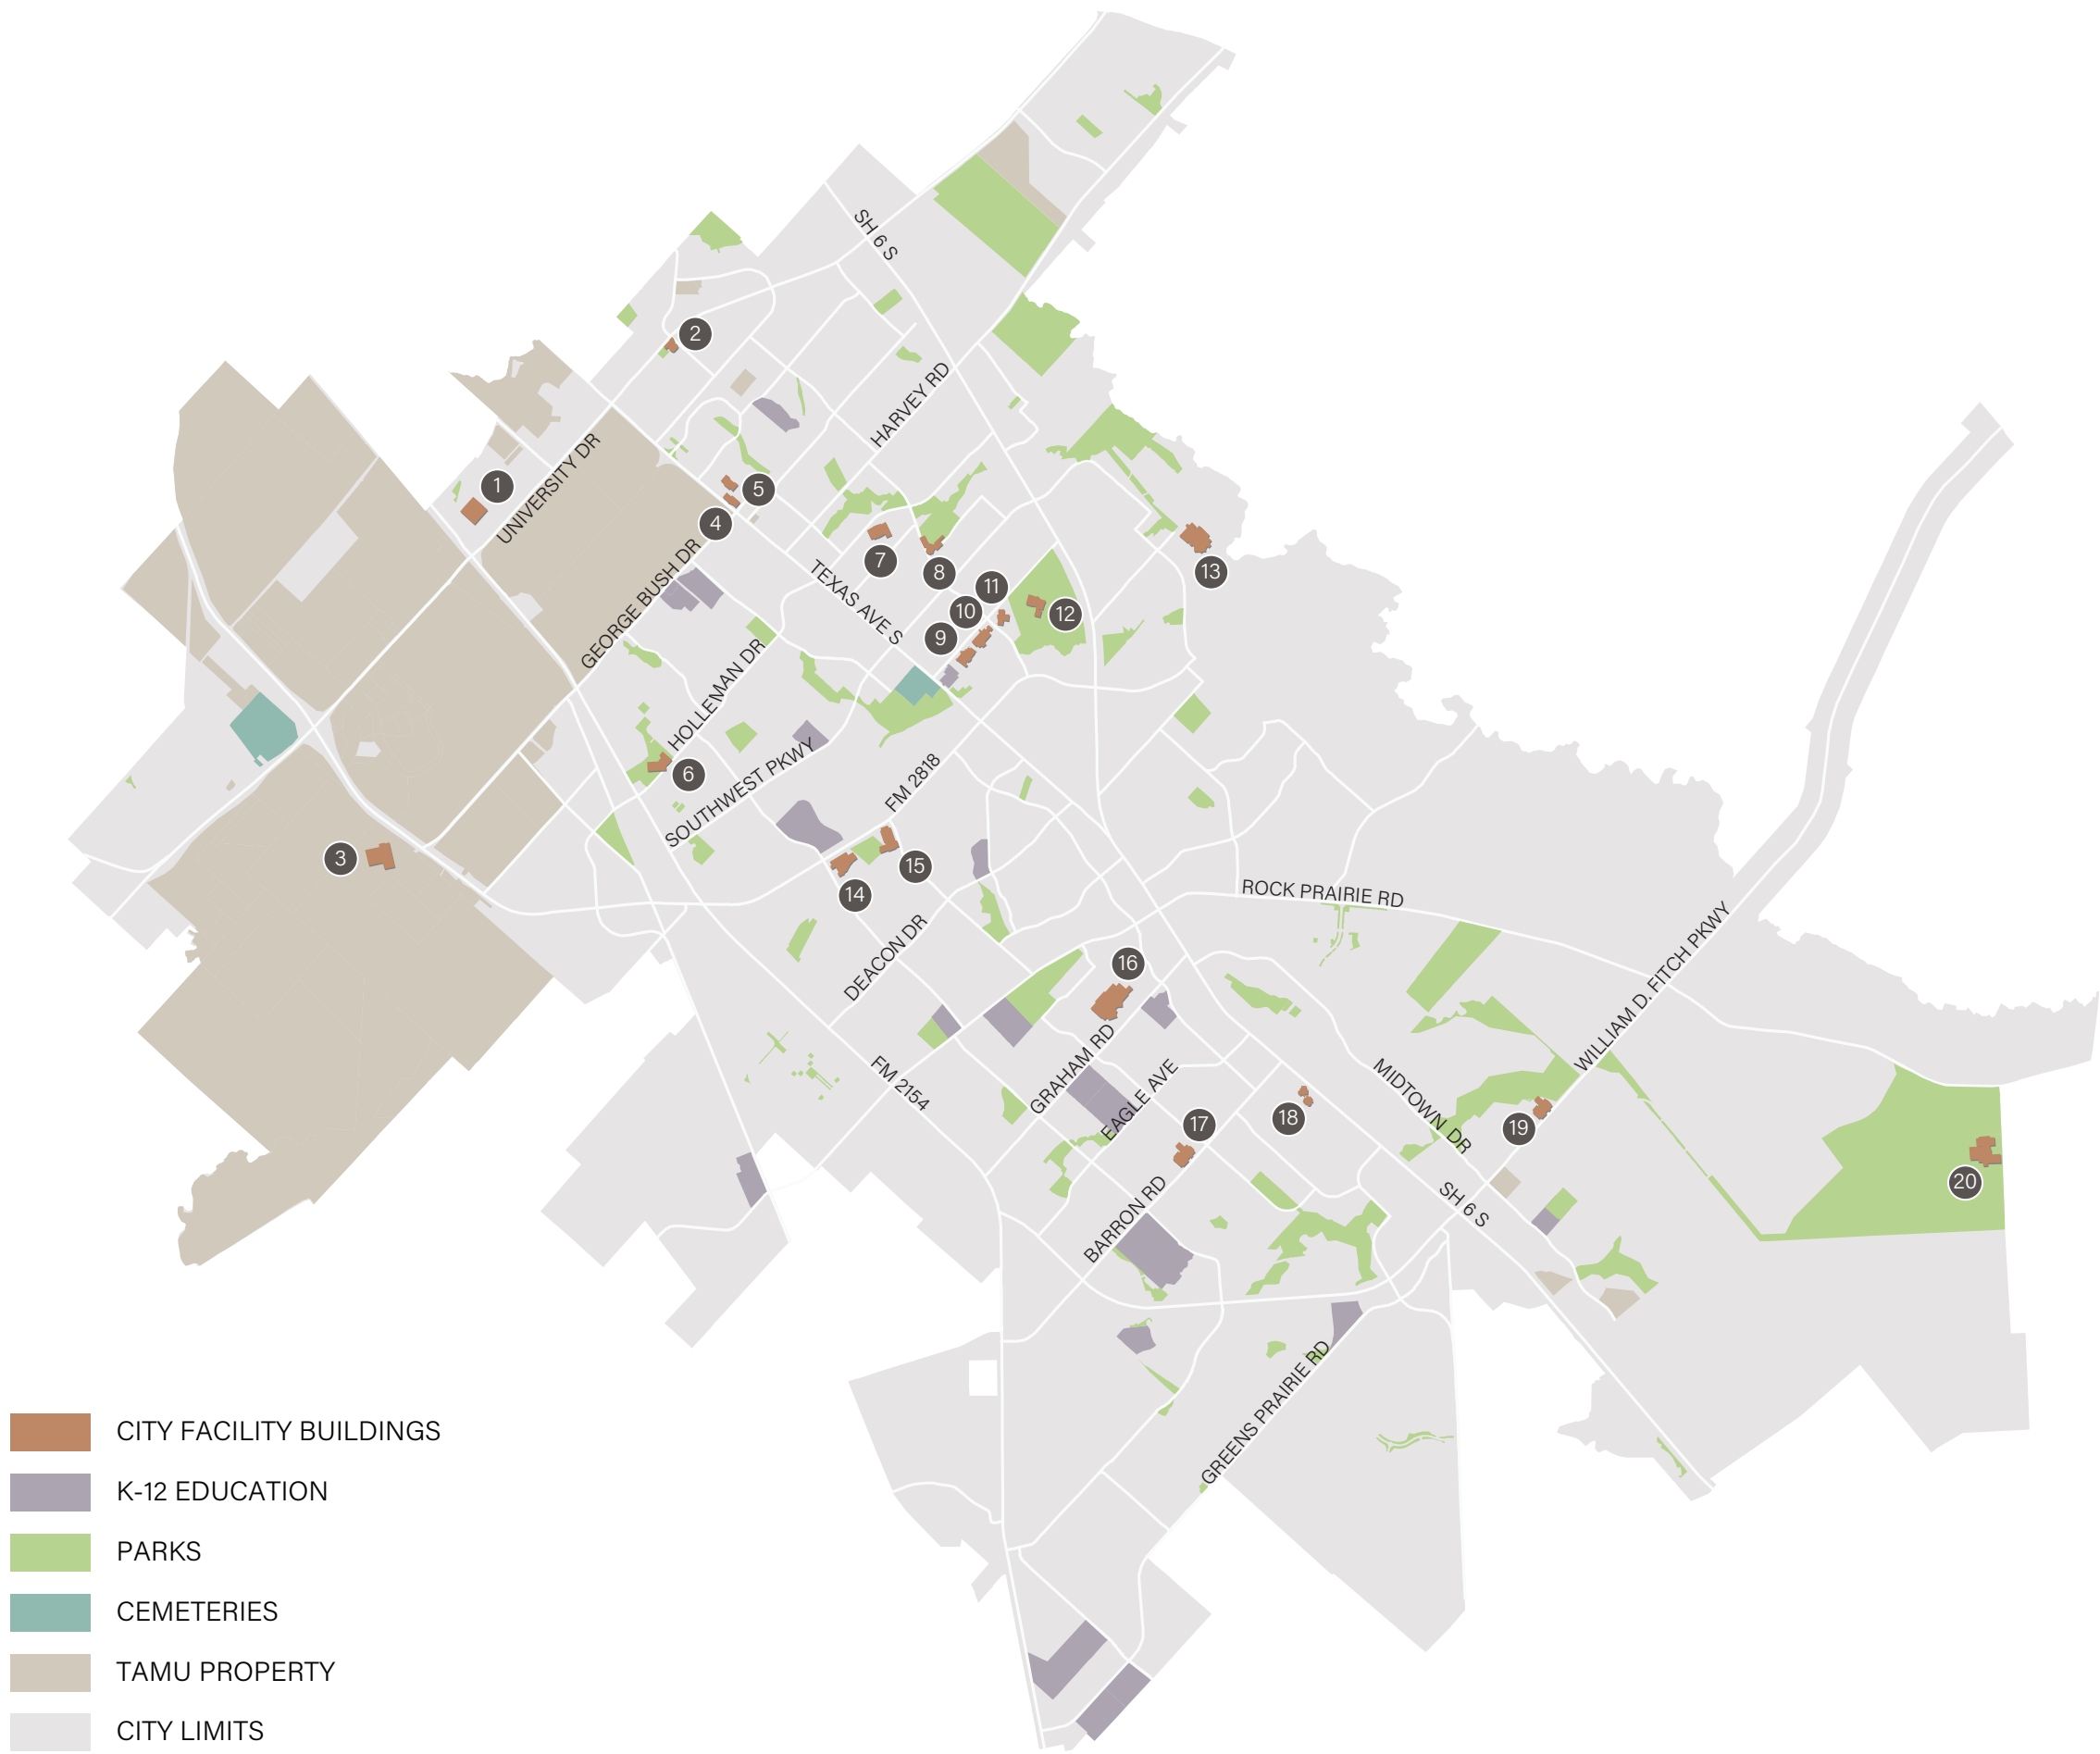 SH 6 S
2
HARVEY RD
UNIVERSITY DR
1
5
4
7
8
13
GEORGE BUSH DR
TEXAS AVE S
11
10
12
9
HOLLEMAN DR
6
SOUTHWEST PKWY
FM 2818
3
15
14
ROCK PRAIRIE RD
DEACON DR
WILLIAM D. FITCH PKWY
16
GRAHAM RD
FM 2154
EAGLE AVE
MIDTOWN DR
18
17
19
20
BARRON RD
SH 6 S
GREENS PRAIRIE RD
CITY FACILITY BUILDINGS
K-12 EDUCATION
PARKS
CEMETERIES
TAMU PROPERTY
CITY LIMITS